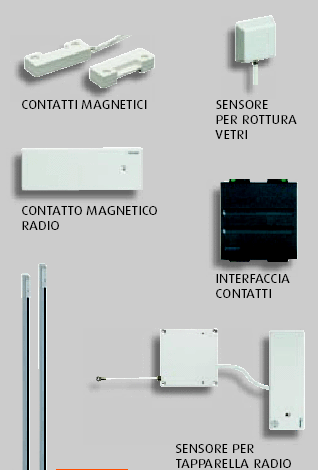 CONTATTI MAGNETICI
SENSORE
PER ROTTURA
VETRI
CONTATTO MAGNETICO
RADIO
INTERFACCIA
CONTATTI
SENSORE PER
TAPPARELLA RADIO